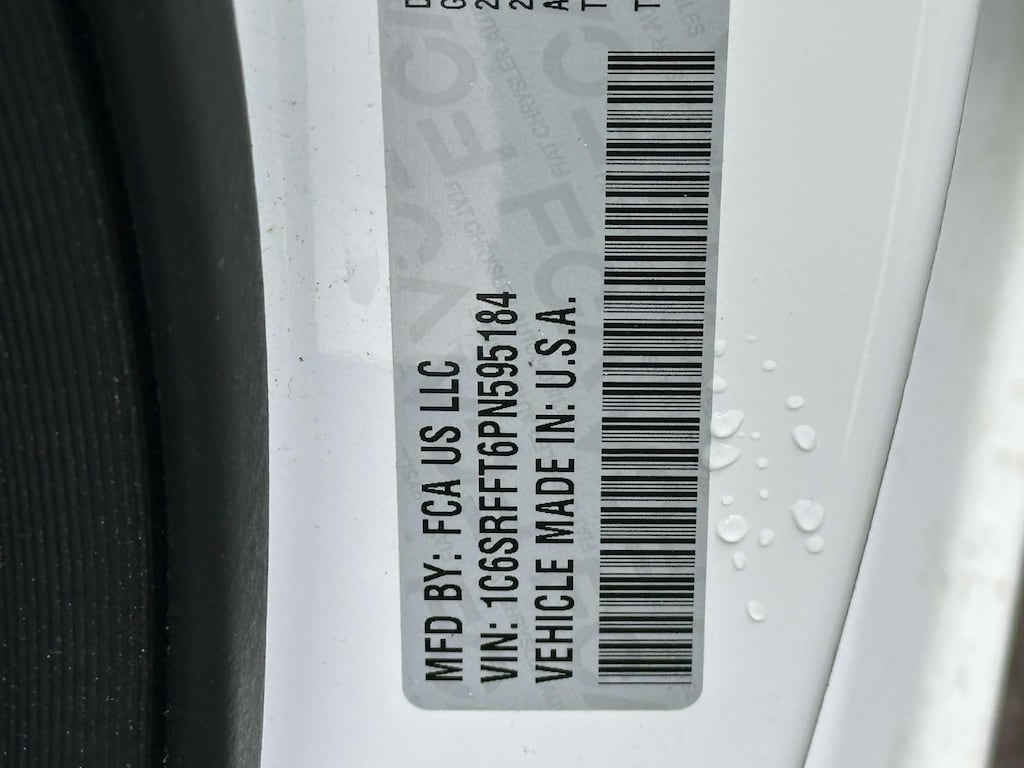 MFD BY: FCA US LLC
VIN: 1C6SRFFT6PN595184
VEHICLE MADE IN: U.S.A.